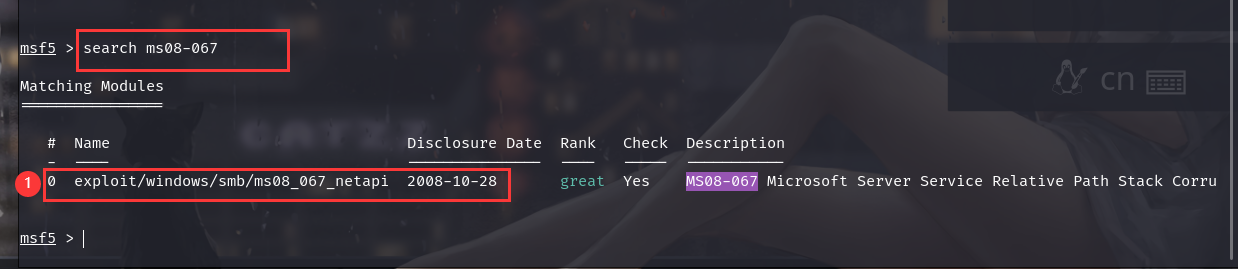 msf5 > search ms08-067
cn
Matching Modules
================
# Name Disclosure Date Rank Check Description
- ---- --------------- ---- ----- -----------
1 0 exploit/windows/smb/ms08_067_netapi 2008-10-28 great Yes MS08-067 Microsoft Server Service Relative Path Stack Corru
msf5 >